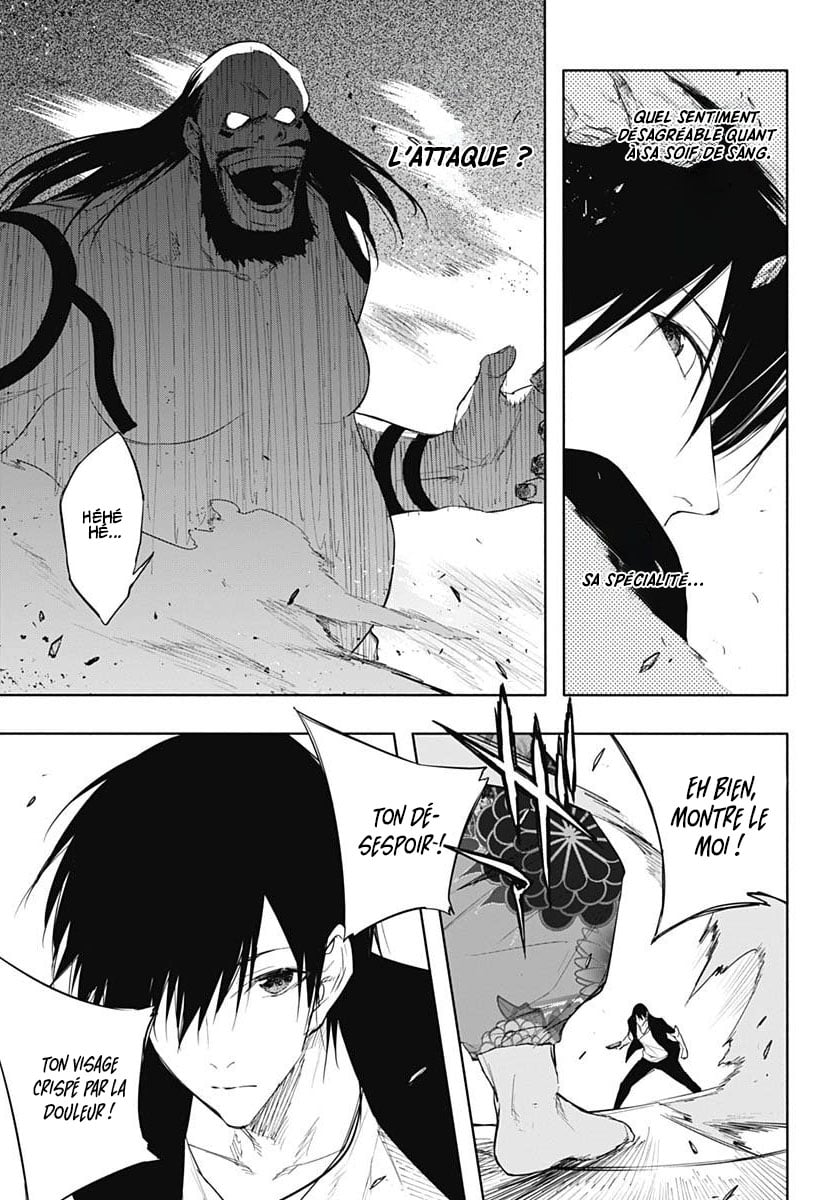 QUEL SENTIMENT
DÉSAGRÉABLE QUANT
À SA SOIF DE SANG.
SA SPÉCIALITÉ...
L'ATTAQUE ?
HÉHÉ
HÉ...
EH BIEN,
MONTRE LE
MOI !
TON DÉ-
SESPOIR !
TON VISAGE
CRISPÉ PAR LA
DOULEUR !